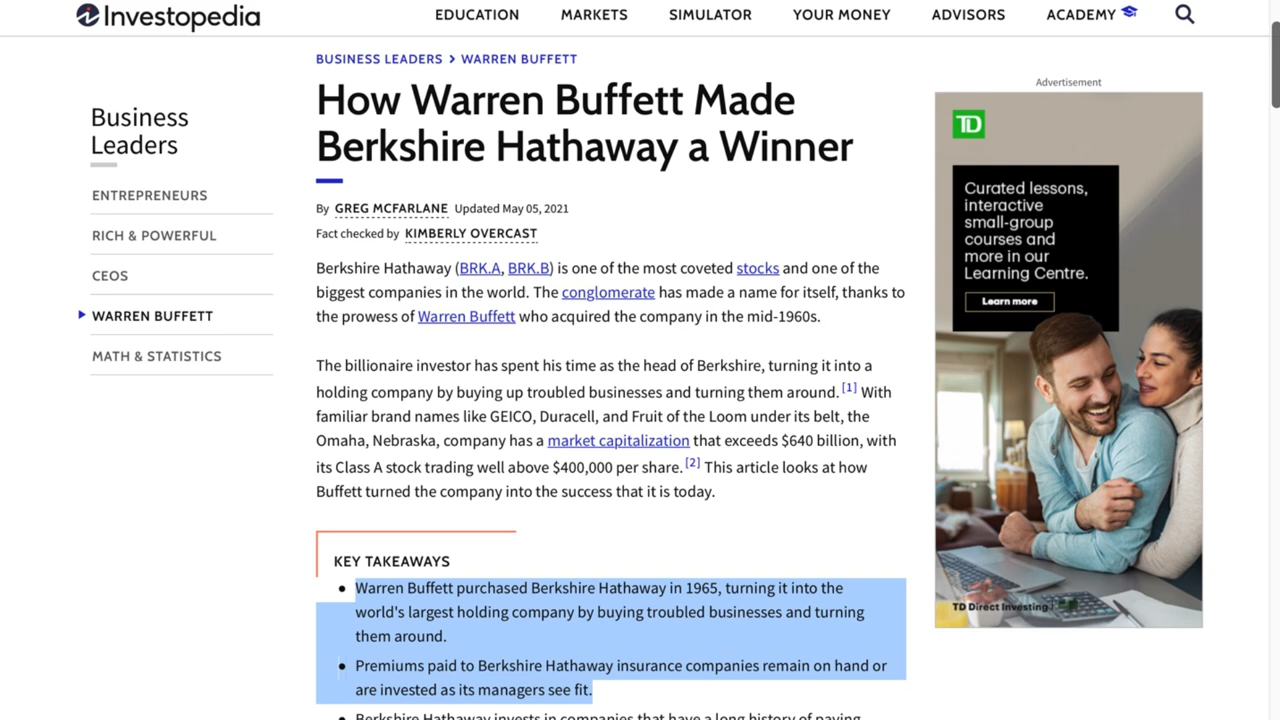 Investopedia
EDUCATION
MARKETS
SIMULATOR
YOUR MONEY
ADVISORS
ACADEMY
Business
Leaders
ENTREPRENEURS
RICH & POWERFUL
CEOS
WARREN BUFFETT
MATH & STATISTICS
BUSINESS LEADERS > WARREN BUFFETT
How Warren Buffett Made
Berkshire Hathaway a Winner
By GREG MCFARLANE Updated May 05, 2021
Fact checked by KIMBERLY OVERCAST
Berkshire Hathaway (BRK.A, BRK.B) is one of the most coveted stocks and one of the
biggest companies in the world. The conglomerate has made a name for itself, thanks to
the prowess of Warren Buffett who acquired the company in the mid-1960s.
The billionaire investor has spent his time as the head of Berkshire, turning it into a
holding company by buying up troubled businesses and turning them around. [1] With
familiar brand names like GEICO, Duracell, and Fruit of the Loom under its belt, the
Omaha, Nebraska, company has a market capitalization that exceeds $640 billion, with
its Class A stock trading well above $400,000 per share. [2] This article looks at how
Buffett turned the company into the success that it is today.
KEY TAKEAWAYS
• Warren Buffett purchased Berkshire Hathaway in 1965, turning it into the
world's largest holding company by buying troubled businesses and turning
them around.
• Premiums paid to Berkshire Hathaway insurance companies remain on hand or
are invested as its managers see fit.
• Berkshire Hathaway invests in companies that have a long history of paying
Advertisement
TD
Curated lessons,
interactive
small-group
courses and
more in our
Learning Centre.
Learn more
TD Direct Investing